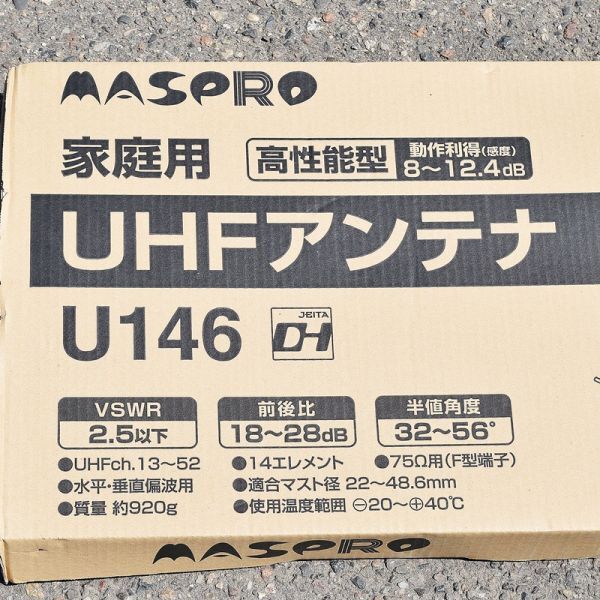 MASPRO
家庭用 高性能型 動作利得(感度) 8〜12.4dB
UHFアンテナ
U146 JEITA DH
VSWR 前後比 半値角度
2.5以下 18〜28dB 32〜56°
●UHFch.13〜52 ●14エレメント ●75Ω用(F型端子)
●水平・垂直偏波用 ●適合マスト径 22〜48.6mm
●質量 約920g ●使用温度範囲 ⊖20〜⊕40℃
MASPRO